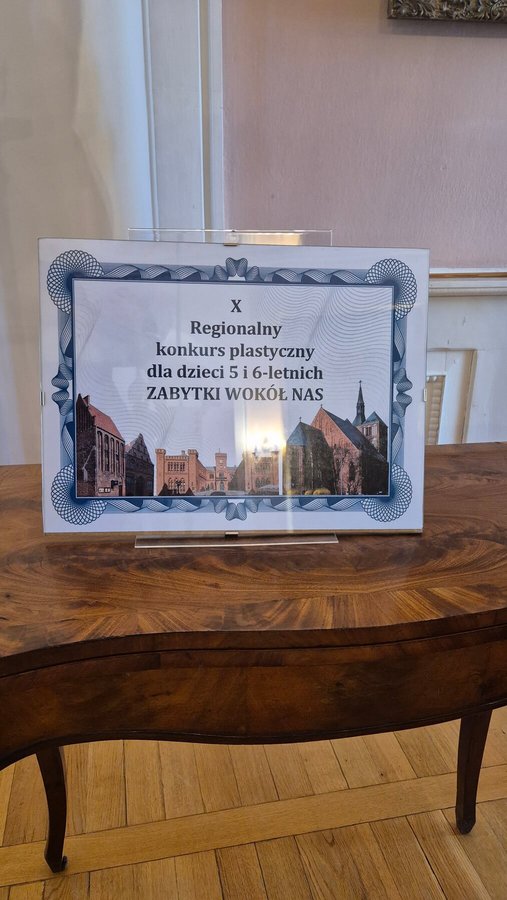 X
Regionalny
konkurs plastyczny
dla dzieci 5 i 6-letnich
ZABYTKI WOKÓŁ NAS